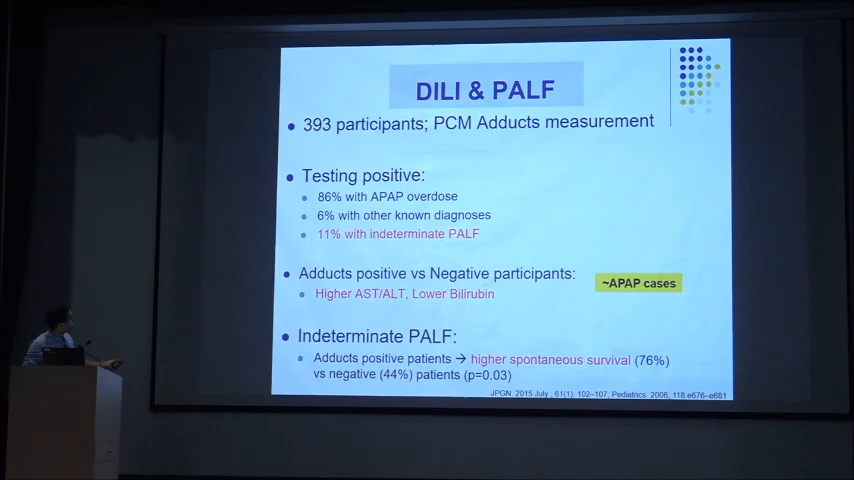 DILI & PALF
393 participants; PCM Adducts measurement
Testing positive:
86% with APAP overdose
6% with other known diagnoses
11% with indeterminate PALF
Adducts positive vs Negative participants:
~APAP cases
Higher AST/ALT, Lower Bilirubin
Indeterminate PALF:
Adducts positive patients → higher spontaneous survival (76%)
vs negative (44%) patients (p=0.03)
JPGN. 2015 July ; 61(1): 102–107, Pediatrics. 2006, 118:e676–e681